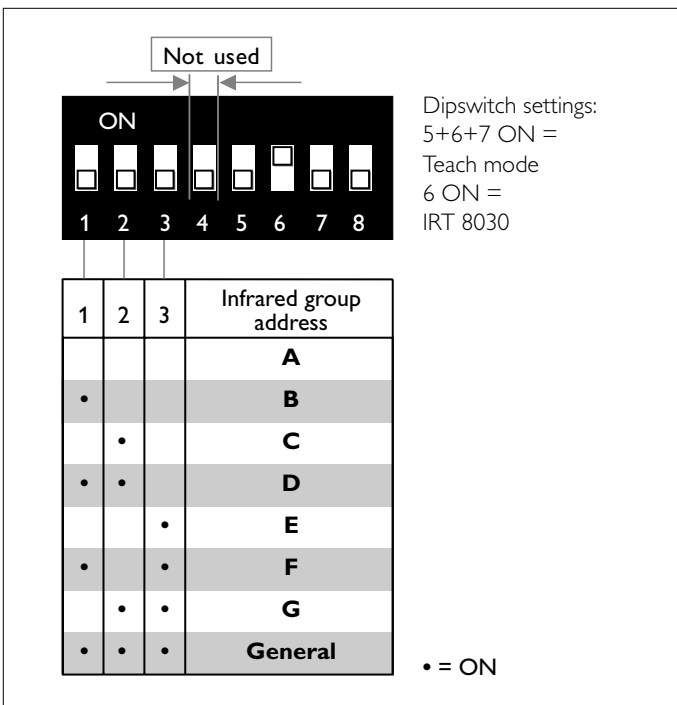 Not used
ON
1 2 3 4 5 6 7 8
Dipswitch settings:
5+6+7 ON =
Teach mode
6 ON =
IRT 8030
1 2 3 Infrared group
address
A
• B
• C
• • D
• E
• • F
• • G
• • • General
• = ON